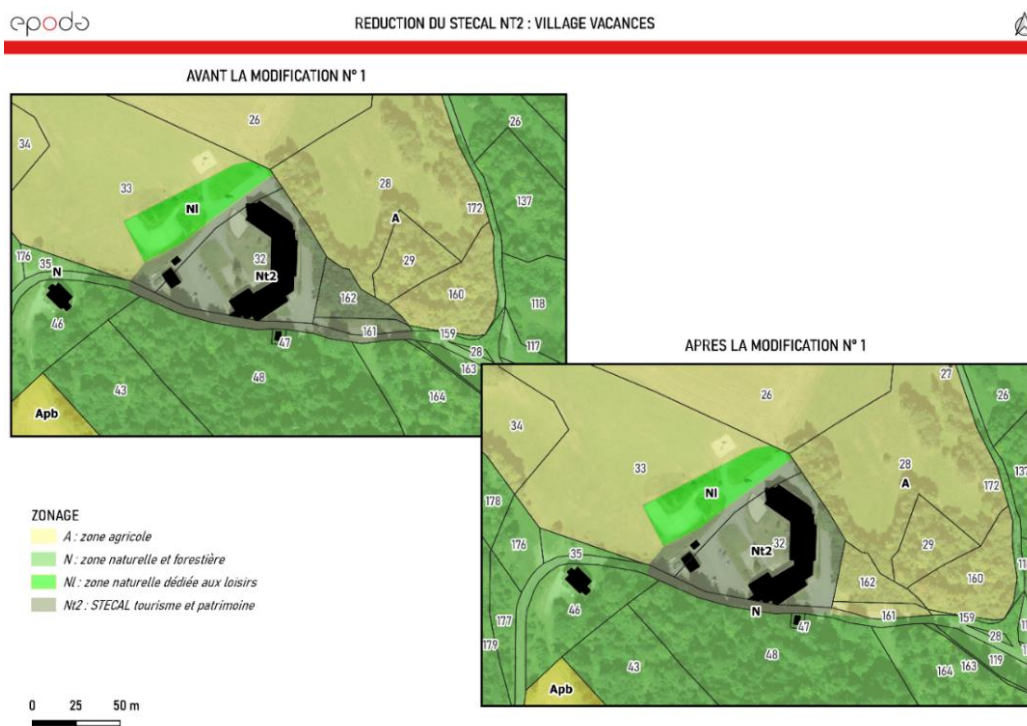 epode
REDUCTION DU STECAL NT2 : VILLAGE VACANCES
AVANT LA MODIFICATION N° 1
26
26
34
33
28
137
172
Nl
A
176
35
N
32
Nt2
29
162
160
118
46
161
159
117
47
28
163
43
48
164
Apb
APRES LA MODIFICATION N° 1
27
26
26
34
33
28
137
A
172
178
Nl
176
35
32
Nt2
29
162
160
46
N
161
159
47
28
177
179
43
48
164
163
119
Apb
ZONAGE
A : zone agricole
N : zone naturelle et forestière
Nl : zone naturelle dédiée aux loisirs
Nt2 : STECAL tourisme et patrimoine
0 25 50 m